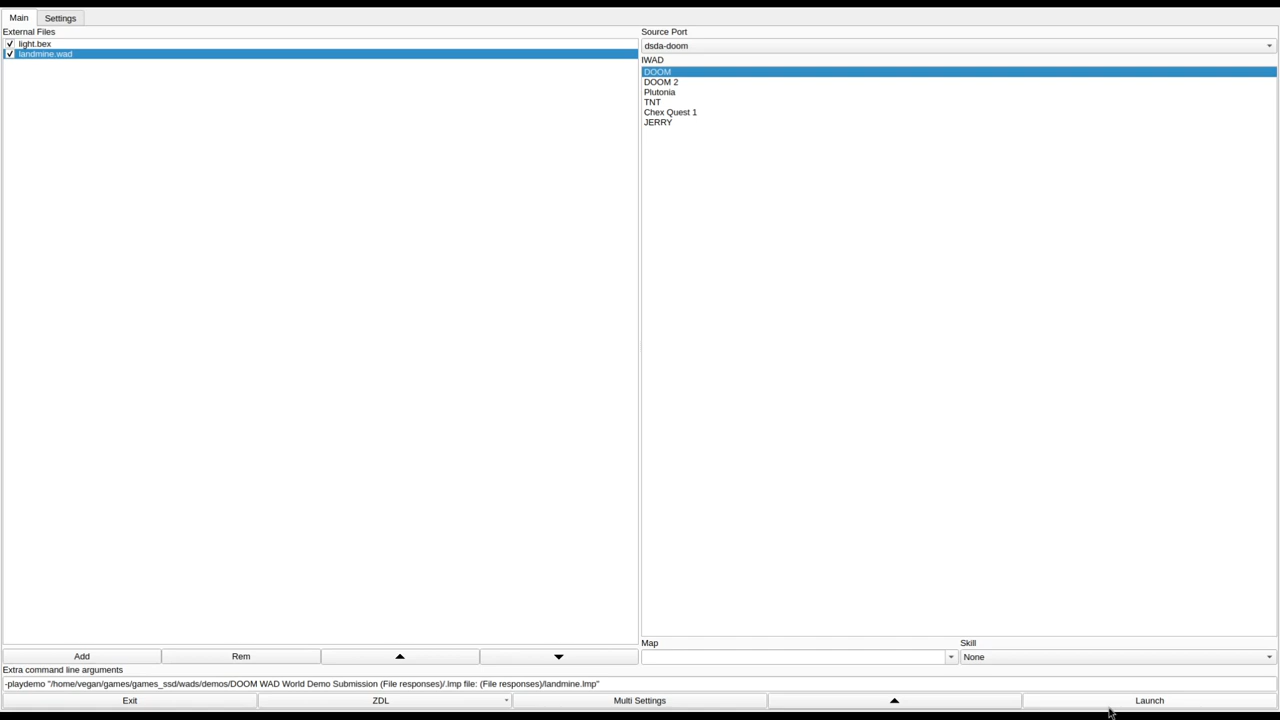 Main Settings
External Files
light.bex
landmine.wad
Source Port
dsda-doom
IWAD
DOOM
DOOM 2
Plutonia
TNT
Chex Quest 1
JERRY
Map Skill
None
Add Rem
Extra command line arguments
-playdemo "/home/vegan/games/games_ssd/wads/demos/DOOM WAD World Demo Submission (File responses)/.lmp file: (File responses)/landmine.lmp"
Exit ZDL Multi Settings Launch